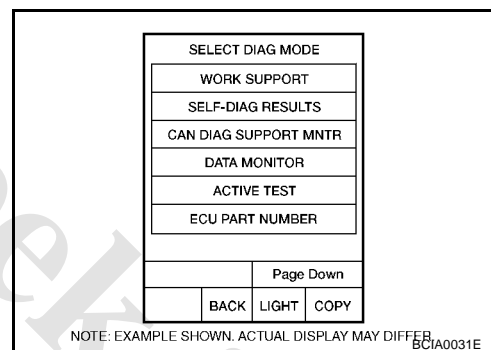 SELECT DIAG MODE
WORK SUPPORT
SELF-DIAG RESULTS
CAN DIAG SUPPORT MNTR
DATA MONITOR
ACTIVE TEST
ECU PART NUMBER
Page Down
BACK LIGHT COPY
NOTE: EXAMPLE SHOWN. ACTUAL DISPLAY MAY DIFFER.
BCIA0031E